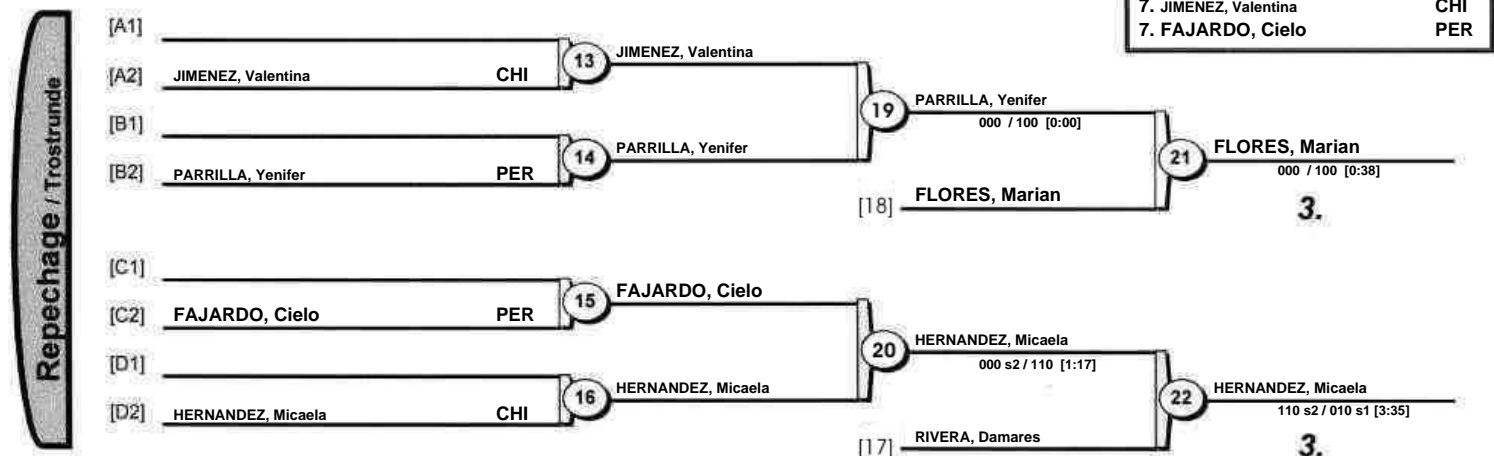 7. JIMENEZ, Valentina CHI
7. FAJARDO, Cielo PER
Repechage / Trostrunde
[A1]
[A2] JIMENEZ, Valentina CHI
13 JIMENEZ, Valentina
[B1]
[B2] PARRILLA, Yenifer PER
14 PARRILLA, Yenifer
19 PARRILLA, Yenifer
000 / 100 [0:00]
[18] FLORES, Marian
21 FLORES, Marian
000 / 100 [0:38]
3.
[C1]
[C2] FAJARDO, Cielo PER
15 FAJARDO, Cielo
[D1]
[D2] HERNANDEZ, Micaela CHI
16 HERNANDEZ, Micaela
20 HERNANDEZ, Micaela
000 s2 / 110 [1:17]
[17] RIVERA, Damares
22 HERNANDEZ, Micaela
110 s2 / 010 s1 [3:35]
3.